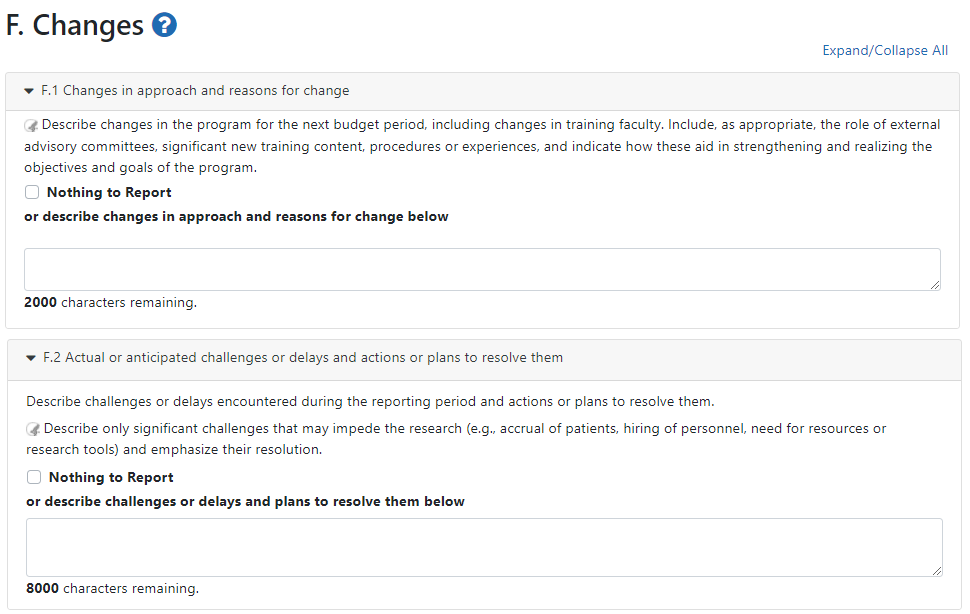 F. Changes ?
Expand/Collapse All
F.1 Changes in approach and reasons for change
Describe changes in the program for the next budget period, including changes in training faculty. Include, as appropriate, the role of external
advisory committees, significant new training content, procedures or experiences, and indicate how these aid in strengthening and realizing the
objectives and goals of the program.
Nothing to Report
or describe changes in approach and reasons for change below
2000 characters remaining.
F.2 Actual or anticipated challenges or delays and actions or plans to resolve them
Describe challenges or delays encountered during the reporting period and actions or plans to resolve them.
Describe only significant challenges that may impede the research (e.g., accrual of patients, hiring of personnel, need for resources or
research tools) and emphasize their resolution.
Nothing to Report
or describe challenges or delays and plans to resolve them below
8000 characters remaining.